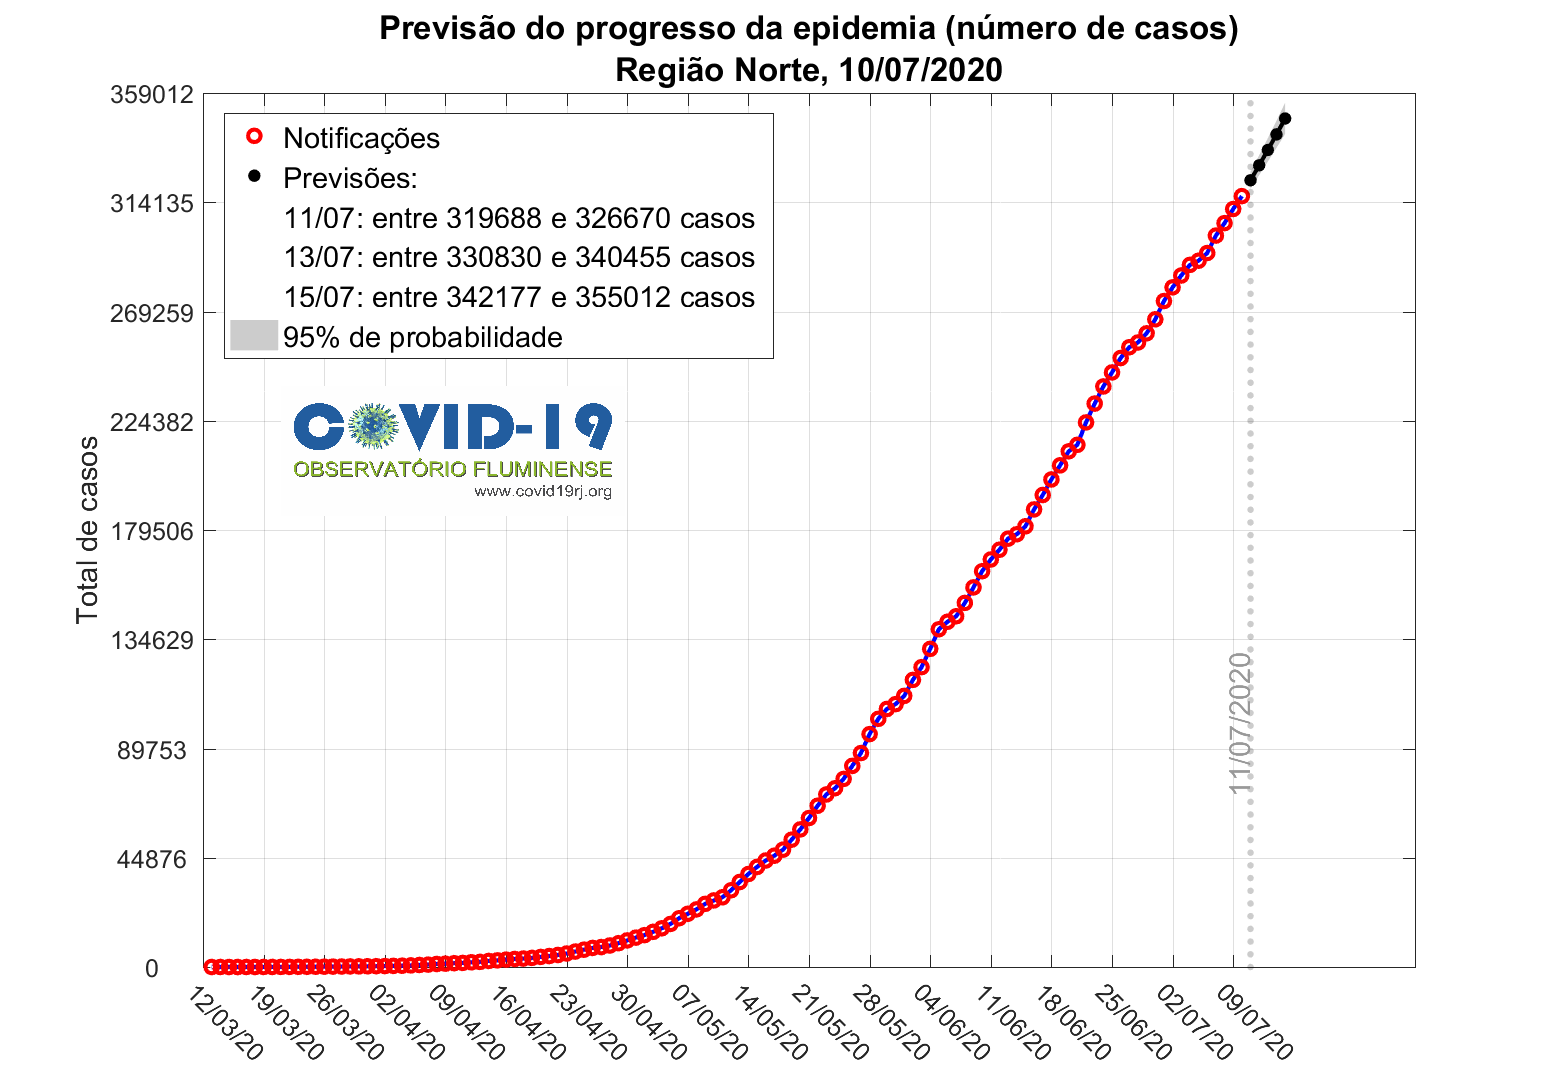 Previsão do progresso da epidemia (número de casos)
Região Norte, 10/07/2020
359012
314135
269259
224382
179506
134629
89753
44876
0
Total de casos
Notificações
Previsões:
11/07: entre 319688 e 326670 casos
13/07: entre 330830 e 340455 casos
15/07: entre 342177 e 355012 casos
95% de probabilidade
COVID-19
OBSERVATÓRIO FLUMINENSE
www.covid19rj.org
11/07/2020
12/03/20
19/03/20
26/03/20
02/04/20
09/04/20
16/04/20
23/04/20
30/04/20
07/05/20
14/05/20
21/05/20
28/05/20
04/06/20
11/06/20
18/06/20
25/06/20
02/07/20
09/07/20